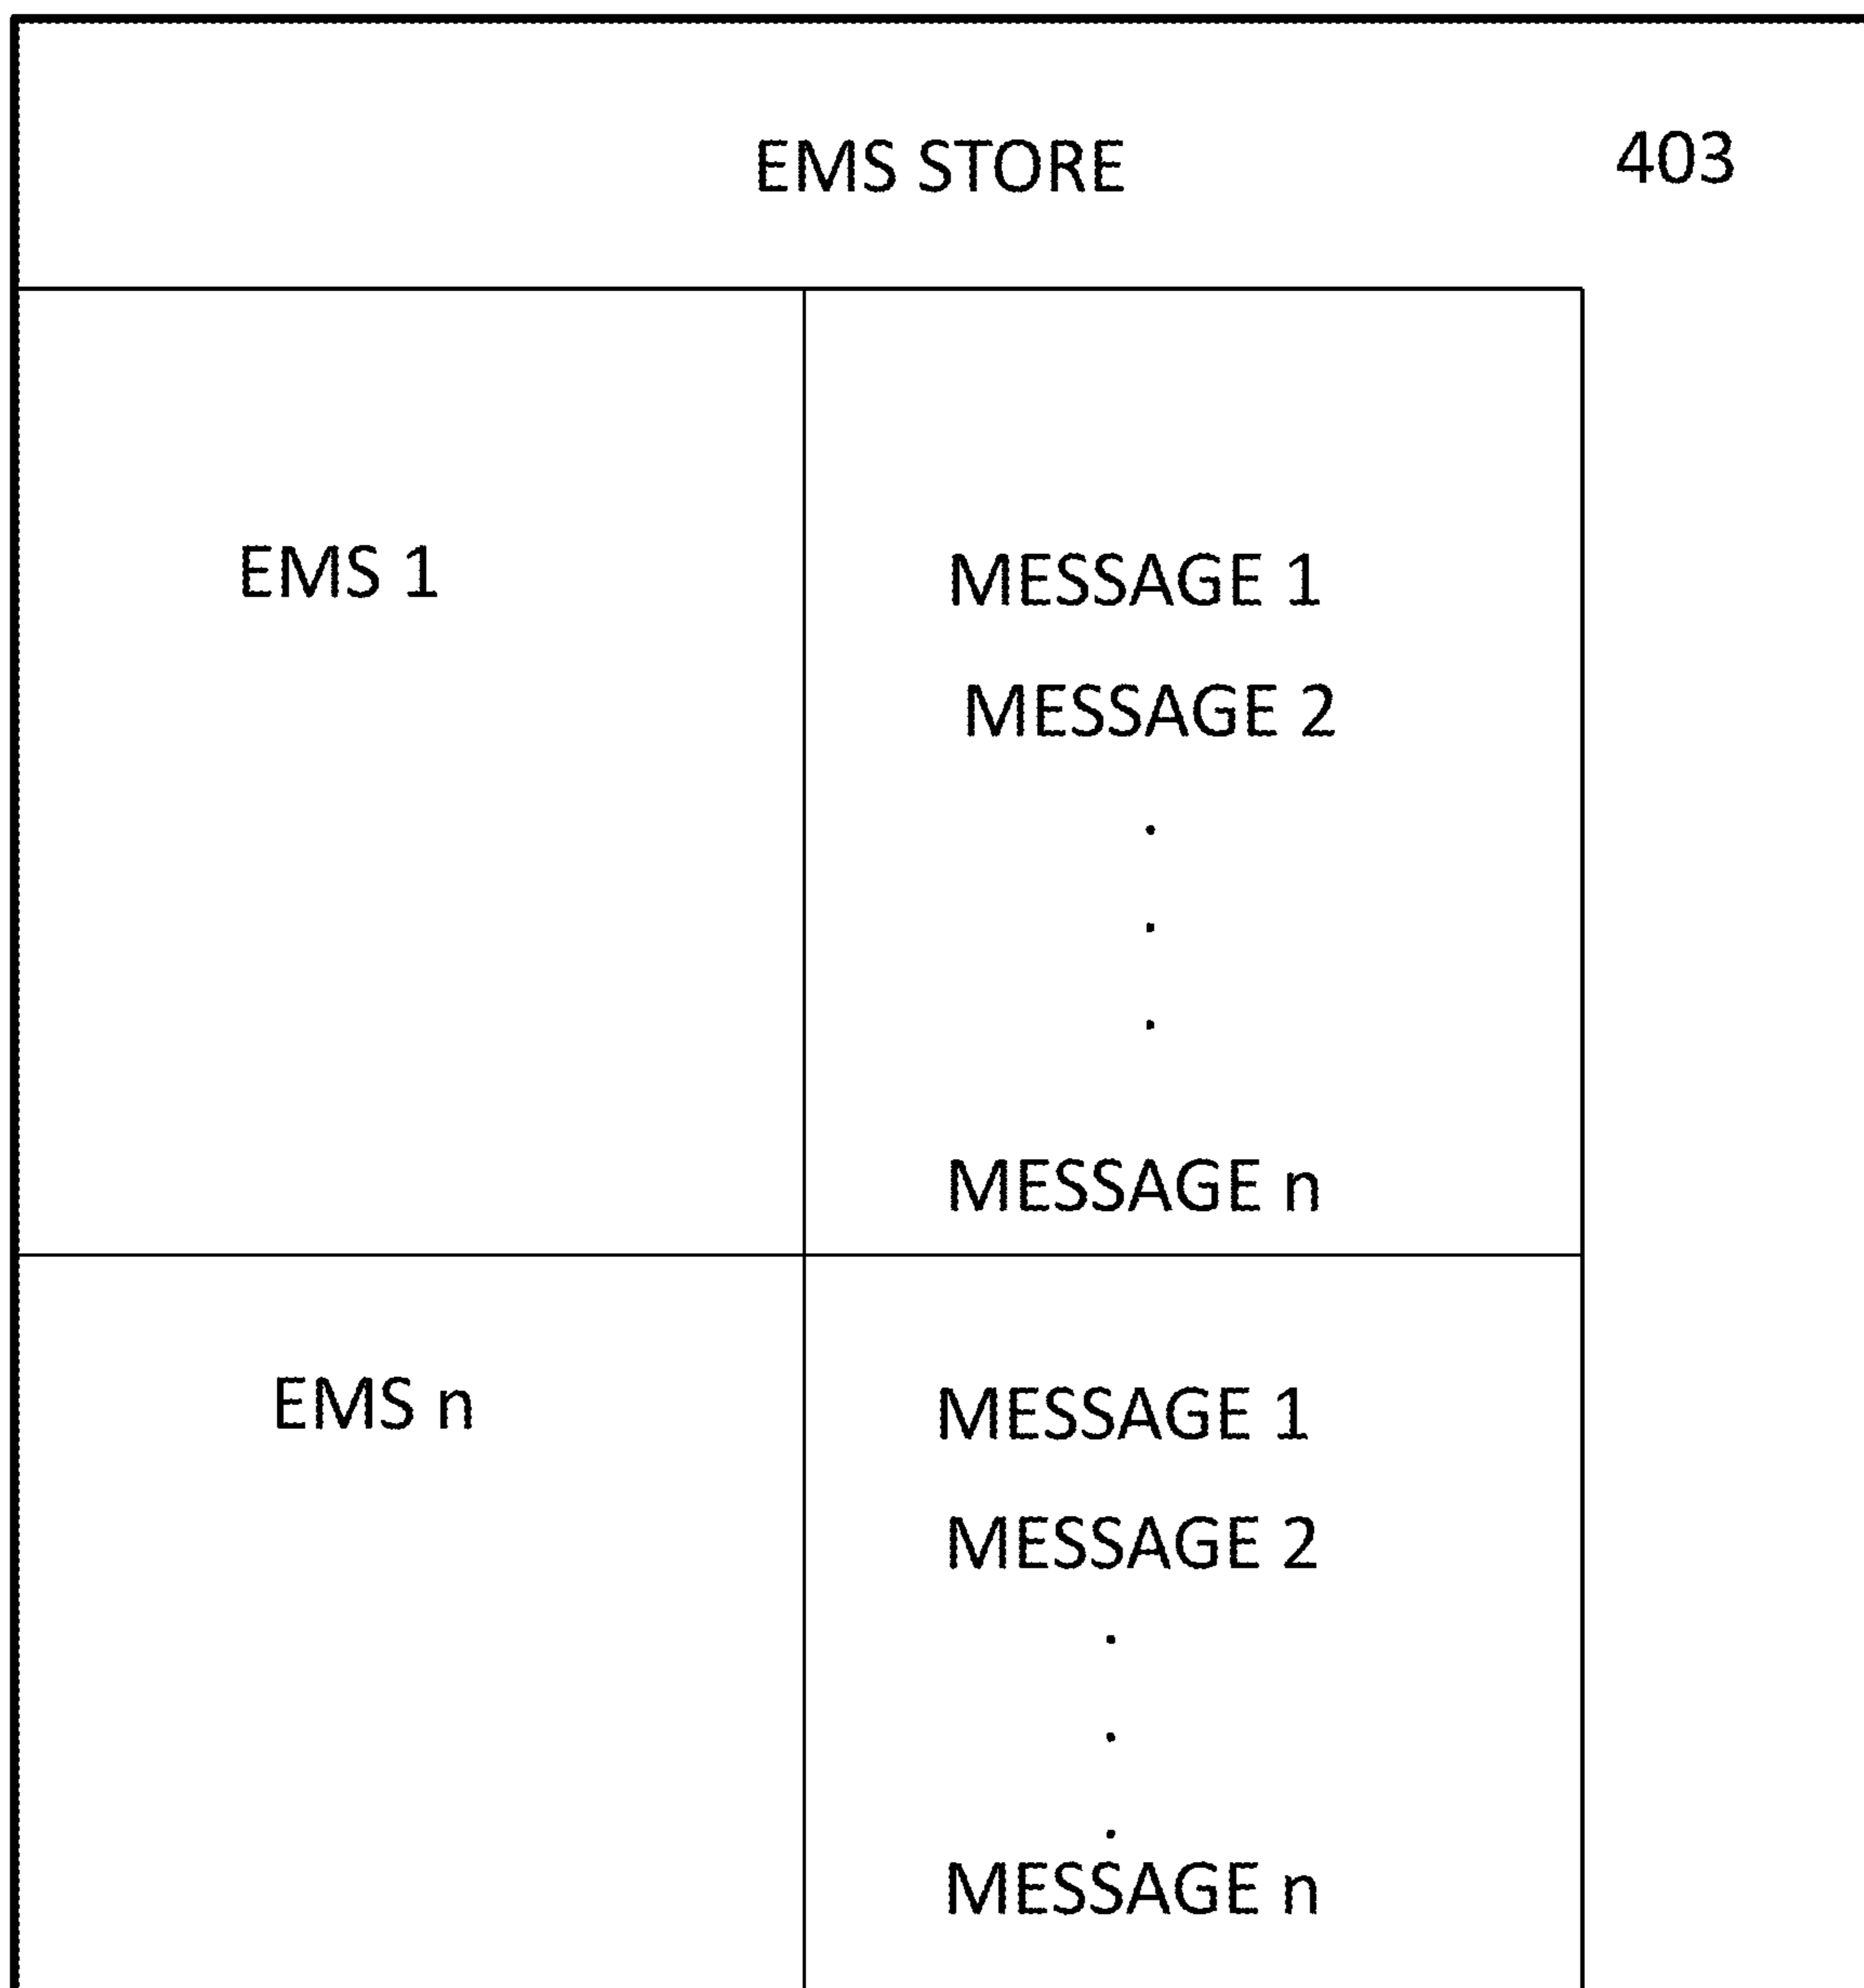 EMS STORE 403
EMS 1 MESSAGE 1
MESSAGE 2
.
.
.
MESSAGE n
EMS n MESSAGE 1
MESSAGE 2
.
.
.
MESSAGE n